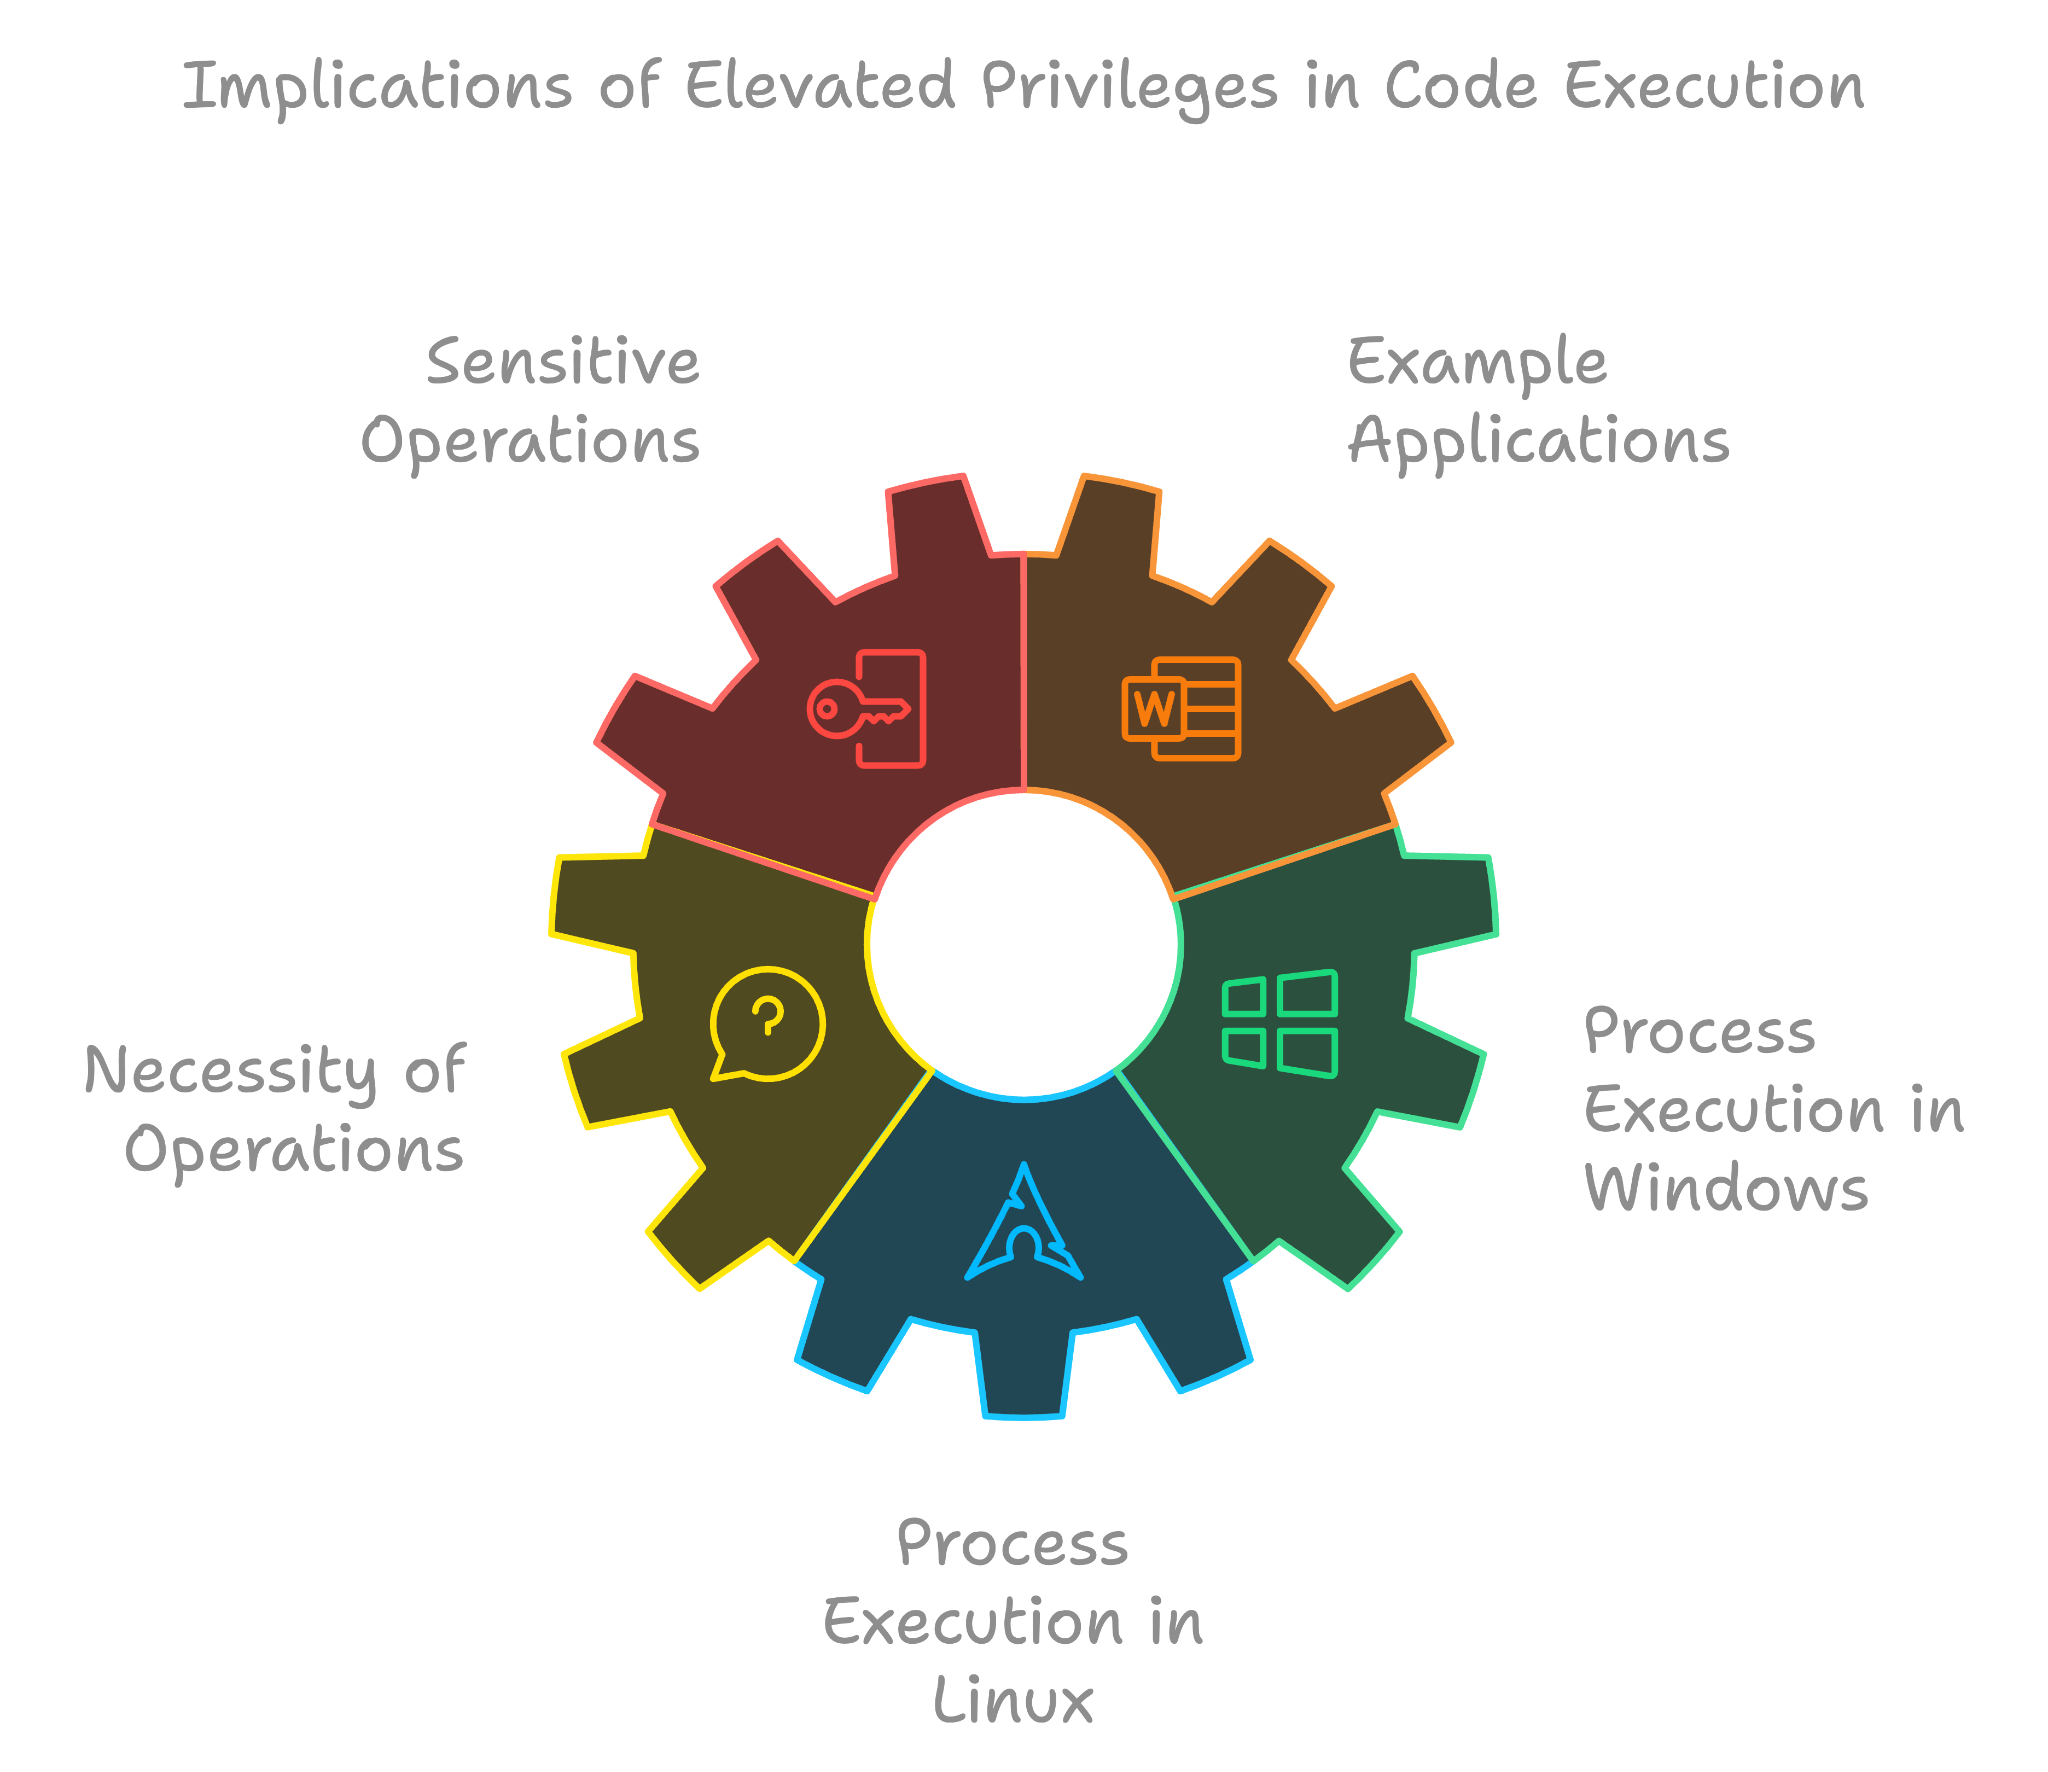 Implications of Elevated Privileges in Code Execution
Sensitive
Operations
Example
Applications
W
Necessity of
Operations
?
Process
Execution in
Windows
Process
Execution in
Linux